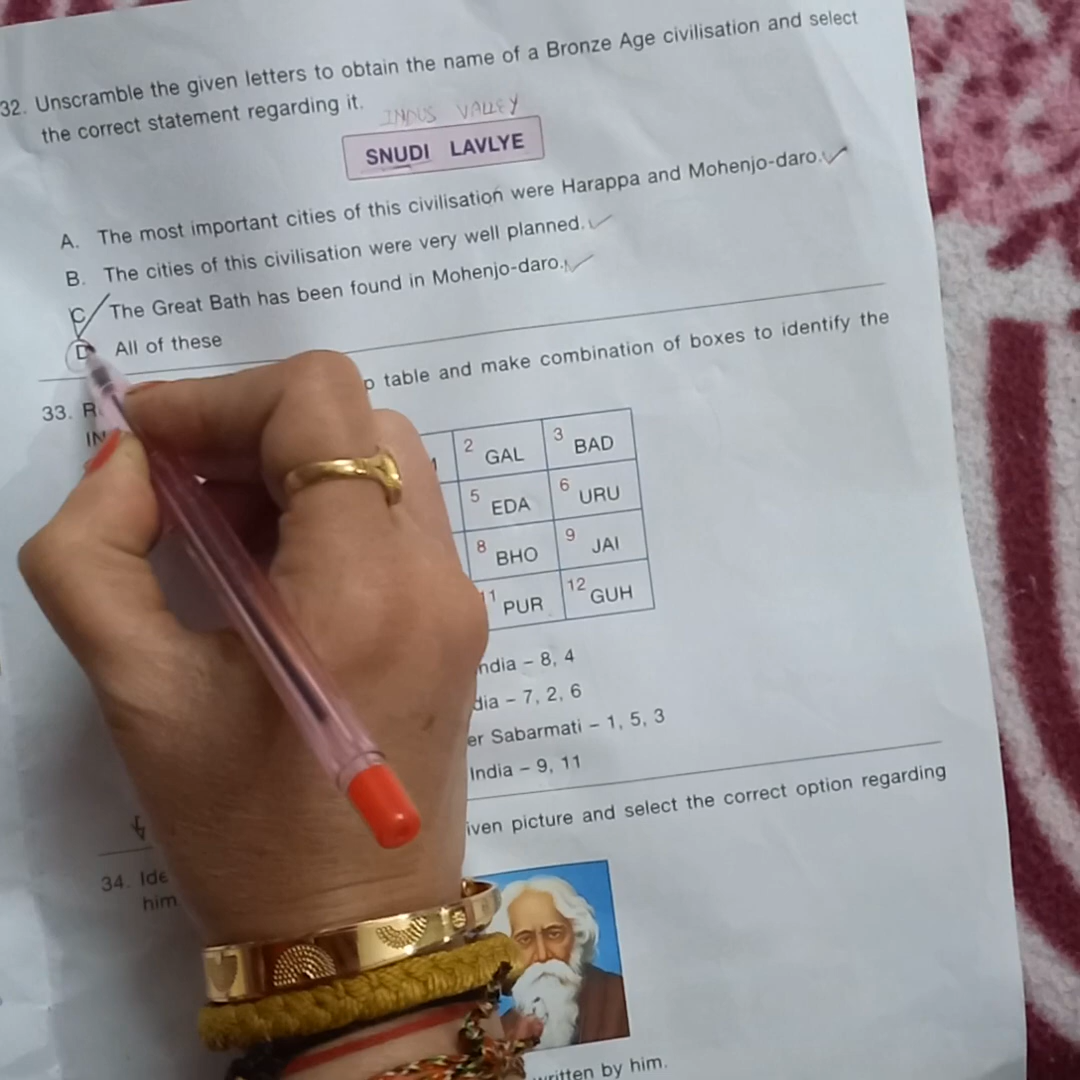 32. Unscramble the given letters to obtain the name of a Bronze Age civilisation and select
the correct statement regarding it.
INDUS VALLEY
SNUDI LAVLYE
A. The most important cities of this civilisation were Harappa and Mohenjo-daro.
B. The cities of this civilisation were very well planned.
C. The Great Bath has been found in Mohenjo-daro.
D All of these
33. R
table and make combination of boxes to identify the
IN
2 GAL 3 BAD
5 EDA 6 URU
8 BHO 9 JAI
11 PUR 12 GUH
ndia – 8, 4
dia – 7, 2, 6
er Sabarmati – 1, 5, 3
India – 9, 11
iven picture and select the correct option regarding
34. Ide
him
written by him.